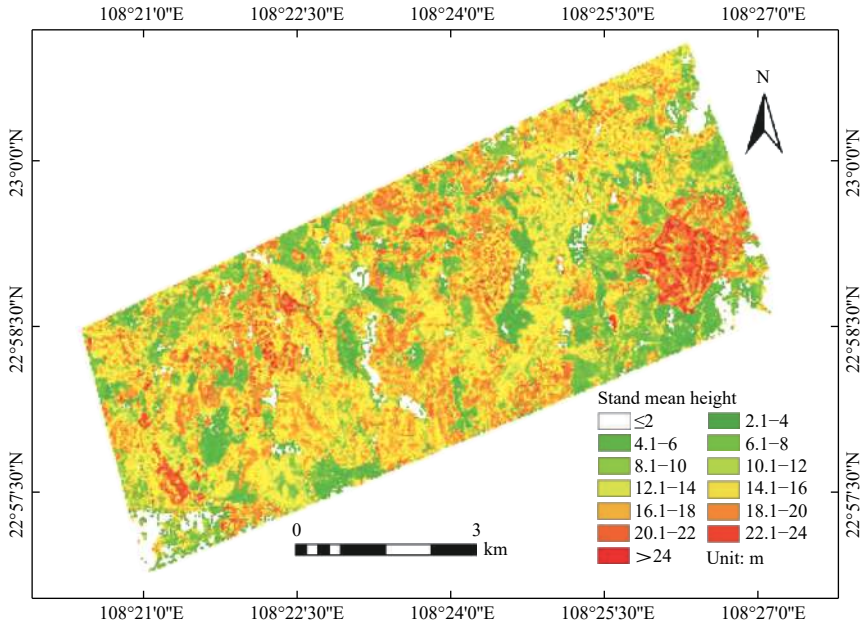 108°21′0″E 108°22′30″E 108°24′0″E 108°25′30″E 108°27′0″E
N
23°0′0″N 23°0′0″N
22°58′30″N 22°58′30″N
22°57′30″N 22°57′30″N
Stand mean height
≤2 2.1−4
4.1−6 6.1−8
8.1−10 10.1−12
12.1−14 14.1−16
16.1−18 18.1−20
20.1−22 22.1−24
>24 Unit: m
0 3
km
108°21′0″E 108°22′30″E 108°24′0″E 108°25′30″E 108°27′0″E